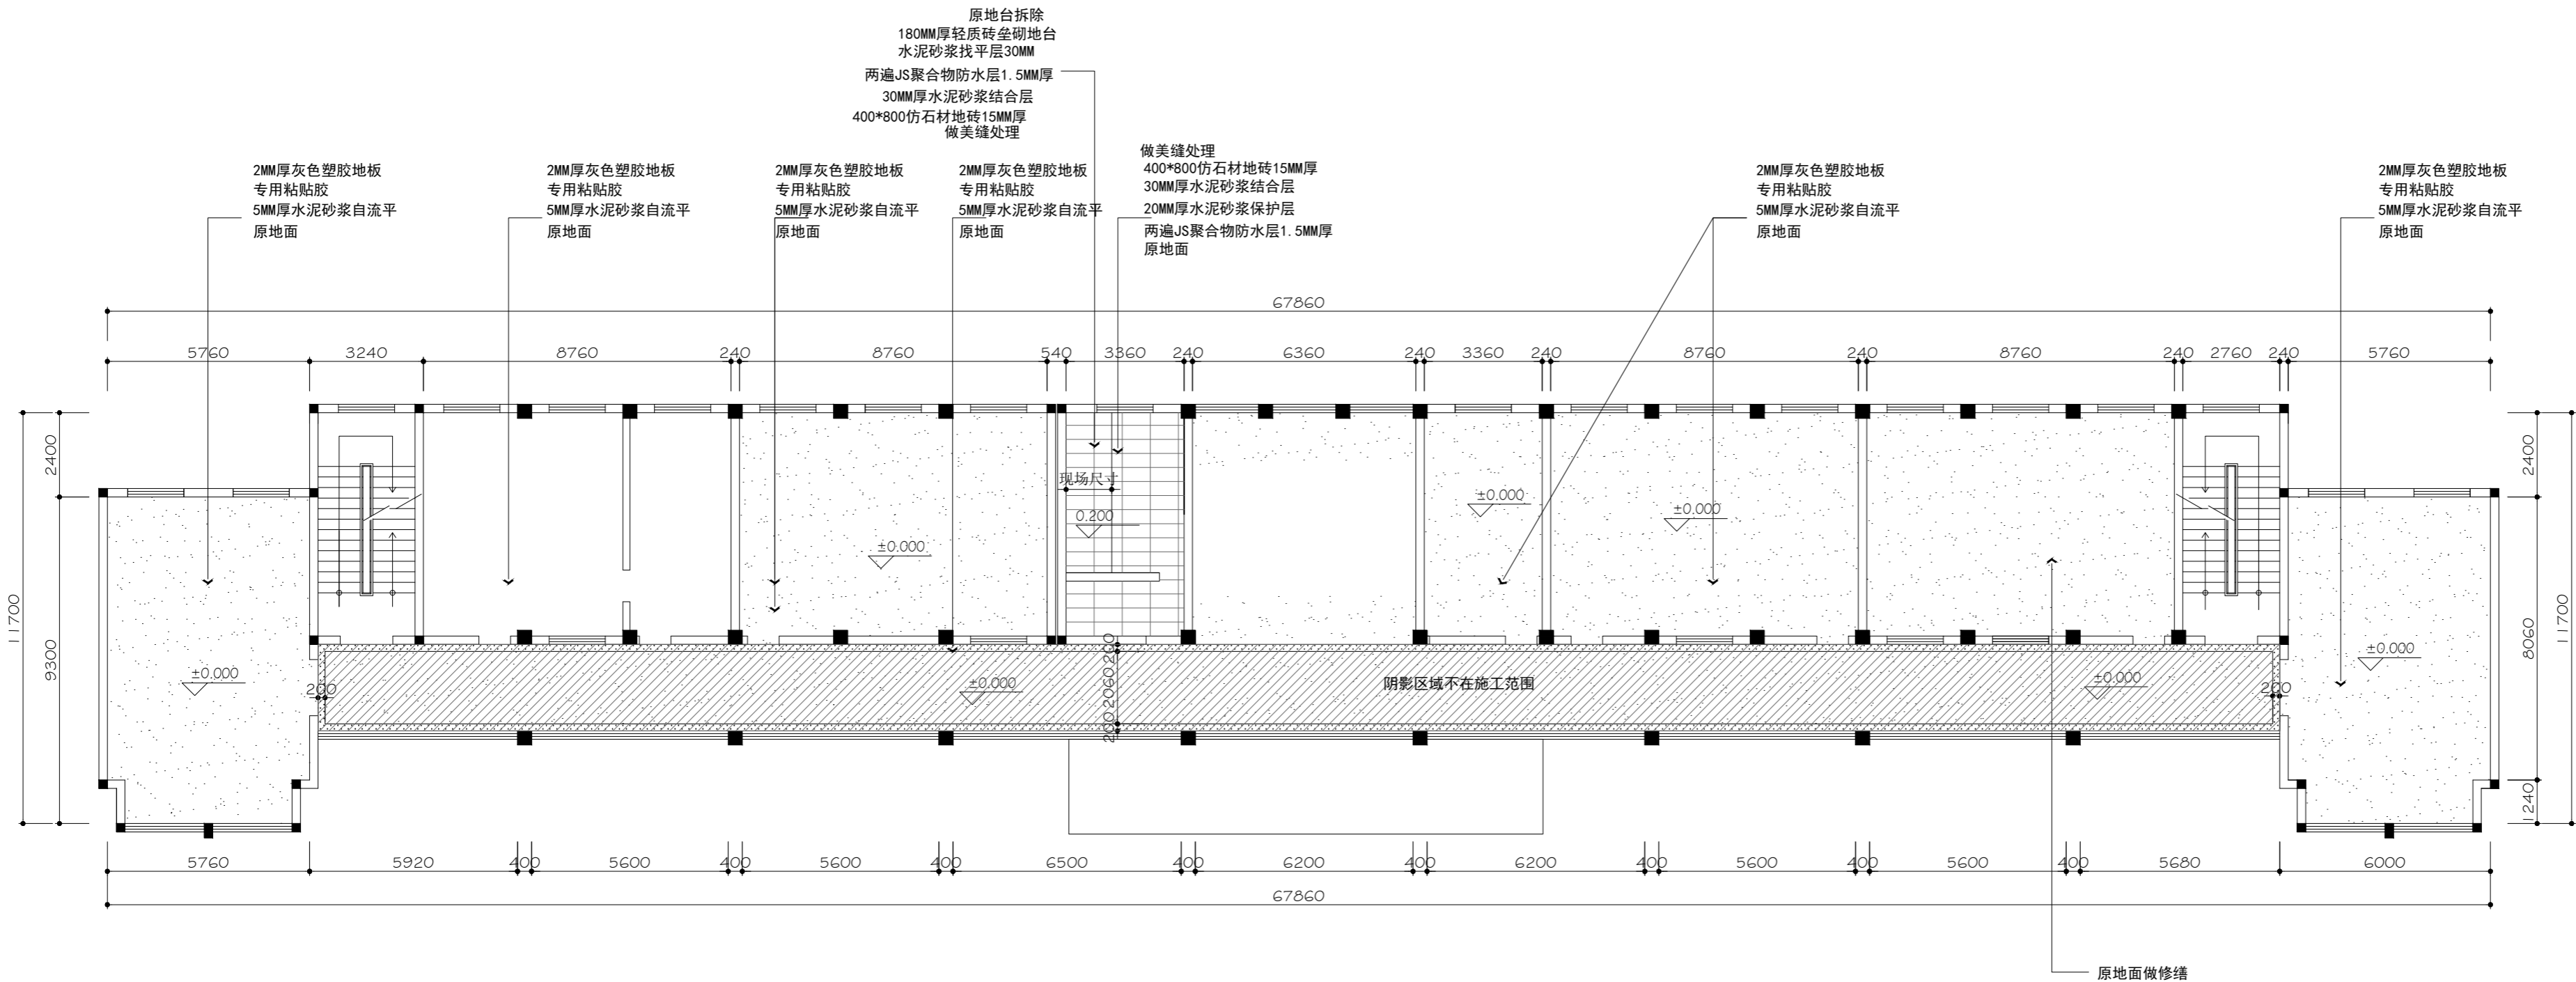 原地台拆除
180MM厚轻质砖垒砌地台
水泥砂浆找平层30MM
两遍JS聚合物防水层1.5MM厚
30MM厚水泥砂浆结合层
400*800仿石材地砖15MM厚
做美缝处理
做美缝处理
400*800仿石材地砖15MM厚
30MM厚水泥砂浆结合层
20MM厚水泥砂浆保护层
两遍JS聚合物防水层1.5MM厚
原地面
2MM厚灰色塑胶地板
专用粘贴胶
5MM厚水泥砂浆自流平
原地面
2MM厚灰色塑胶地板
专用粘贴胶
5MM厚水泥砂浆自流平
原地面
2MM厚灰色塑胶地板
专用粘贴胶
5MM厚水泥砂浆自流平
原地面
2MM厚灰色塑胶地板
专用粘贴胶
5MM厚水泥砂浆自流平
原地面
2MM厚灰色塑胶地板
专用粘贴胶
5MM厚水泥砂浆自流平
原地面
2MM厚灰色塑胶地板
专用粘贴胶
5MM厚水泥砂浆自流平
原地面
67860
5760 3240 8760 240 8760 540 3360 240 6360 240 3360 240 8760 240 8760 240 2760 240 5760
2400
9300
11700
2400
8060
1240
11700
现场尺寸
0.200
±0.000
±0.000
±0.000
±0.000
±0.000
±0.000
±0.000
200
200
2060
200
200
阴影区域不在施工范围
±0.000
5760 5920 400 5600 400 5600 400 6500 400 6200 400 6200 400 5600 400 5600 400 5680 6000
67860
原地面做修缮